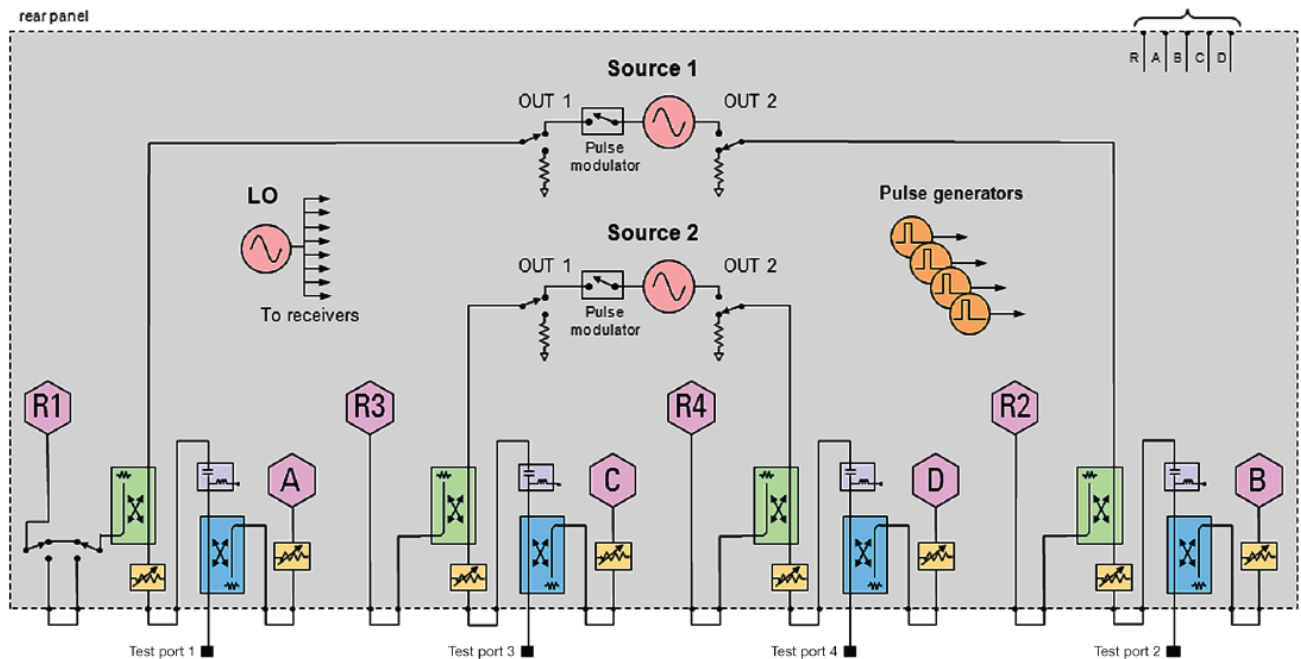 rear panel
R A B C D
Source 1
OUT 1
OUT 2
Pulse
modulator
LO
To receivers
Pulse generators
Source 2
OUT 1
OUT 2
Pulse
modulator
R1
R3
R4
R2
A
C
D
B
Test port 1
Test port 3
Test port 4
Test port 2